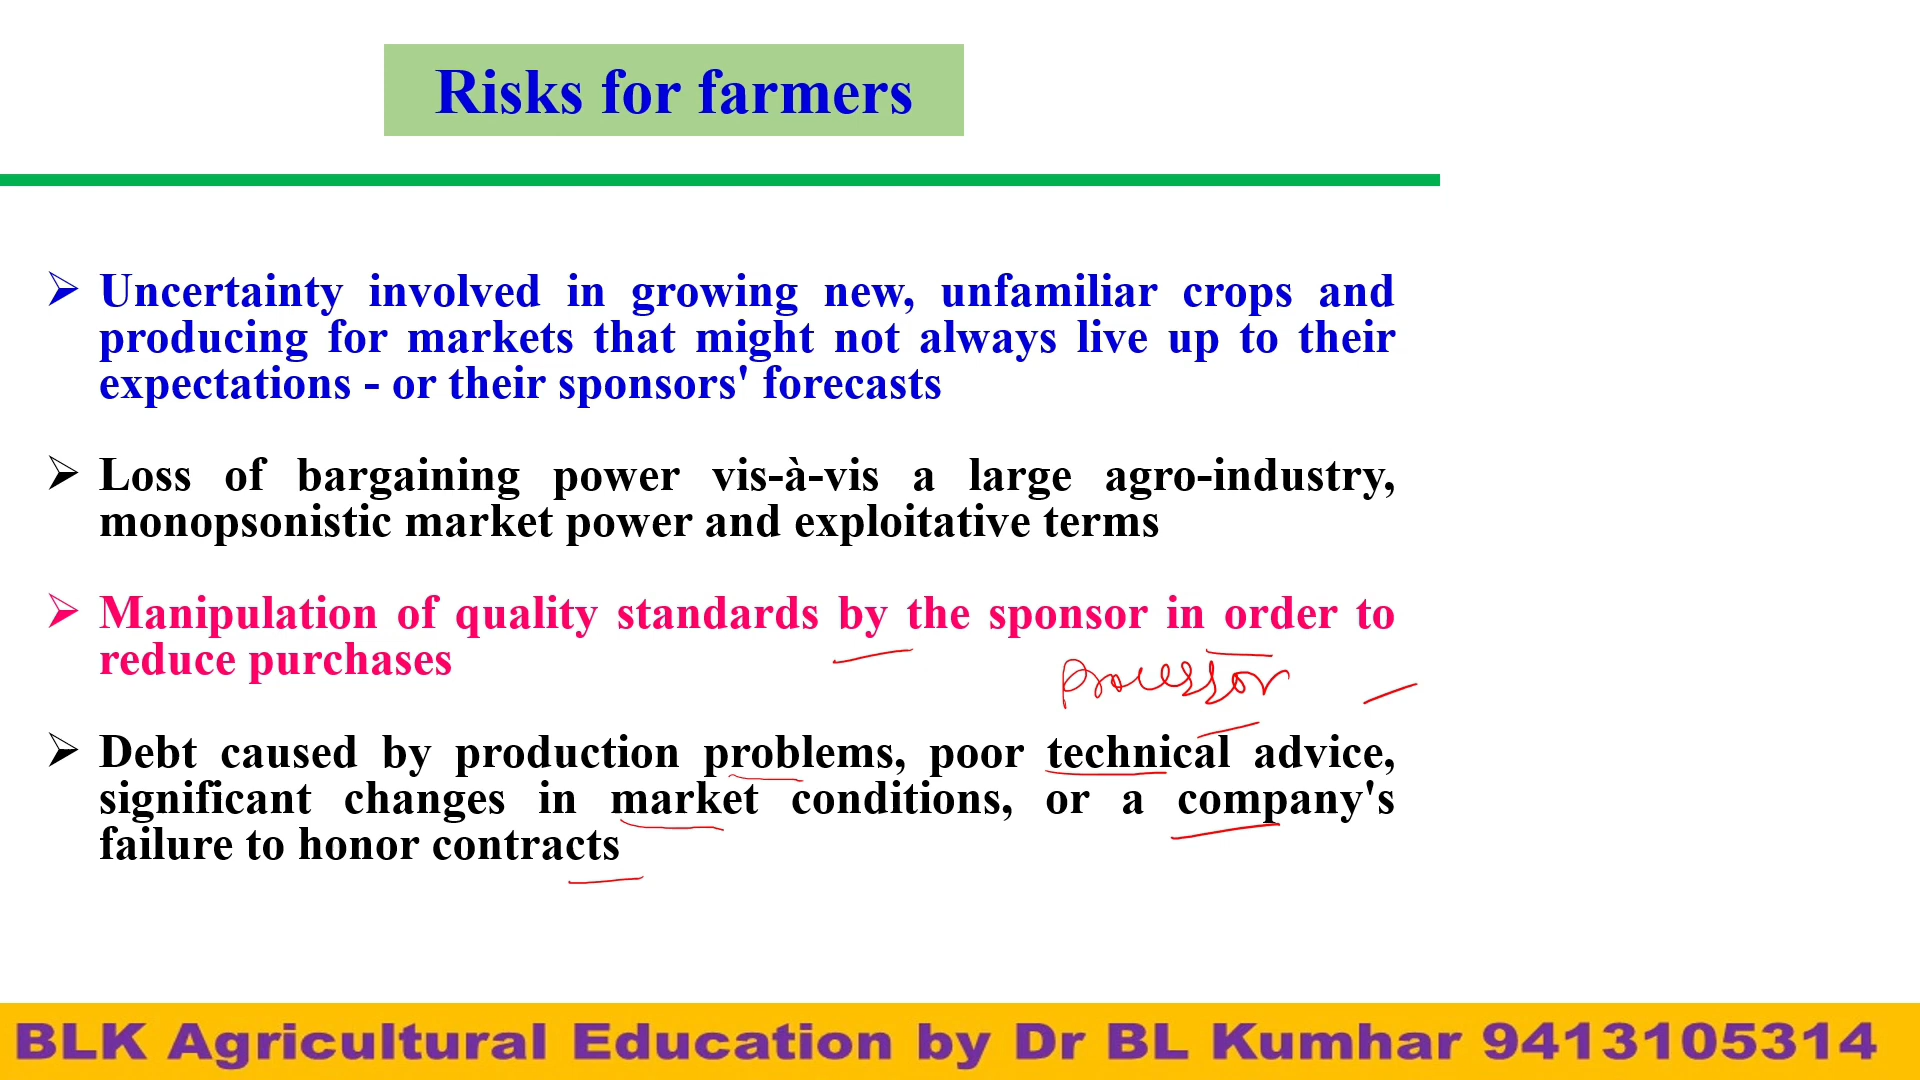 Risks for farmers
➢ Uncertainty involved in growing new, unfamiliar crops and
producing for markets that might not always live up to their
expectations - or their sponsors' forecasts
➢ Loss of bargaining power vis-à-vis a large agro-industry,
monopsonistic market power and exploitative terms
➢ Manipulation of quality standards by the sponsor in order to
reduce purchases
Processor
➢ Debt caused by production problems, poor technical advice,
significant changes in market conditions, or a company's
failure to honor contracts
BLK Agricultural Education by Dr BL Kumhar 9413105314